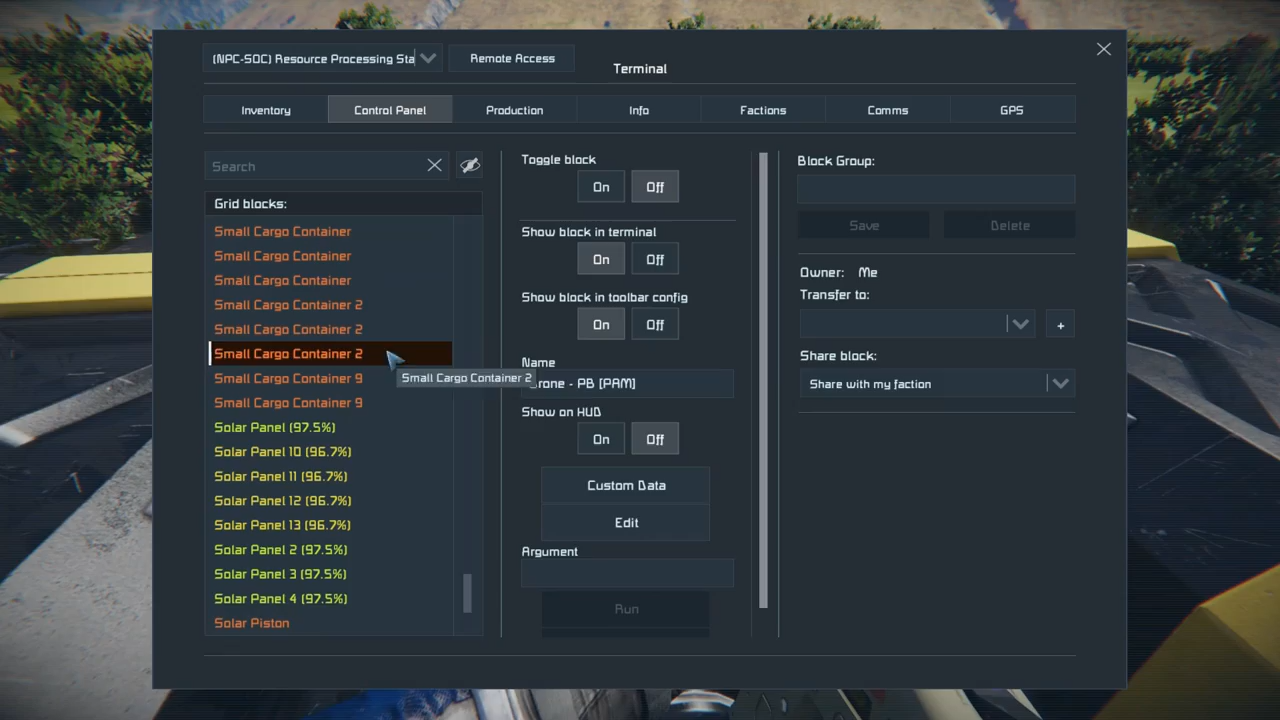 (NPC-SOC) Resource Processing Sta
Remote Access
Terminal
Inventory
Control Panel
Production
Info
Factions
Comms
GPS
Search
Grid blocks:
Small Cargo Container
Small Cargo Container
Small Cargo Container
Small Cargo Container 2
Small Cargo Container 2
Small Cargo Container 2
Small Cargo Container 2
Small Cargo Container 9
Small Cargo Container 9
Solar Panel (97.5%)
Solar Panel 10 (96.7%)
Solar Panel 11 (96.7%)
Solar Panel 12 (96.7%)
Solar Panel 13 (96.7%)
Solar Panel 2 (97.5%)
Solar Panel 3 (97.5%)
Solar Panel 4 (97.5%)
Solar Piston
Toggle block
On Off
Show block in terminal
On Off
Show block in toolbar config
On Off
Name
rone - PB [PAM]
Show on HUD
On Off
Custom Data
Edit
Argument
Run
Block Group:
Save
Delete
Owner: Me
Transfer to:
+
Share block:
Share with my faction